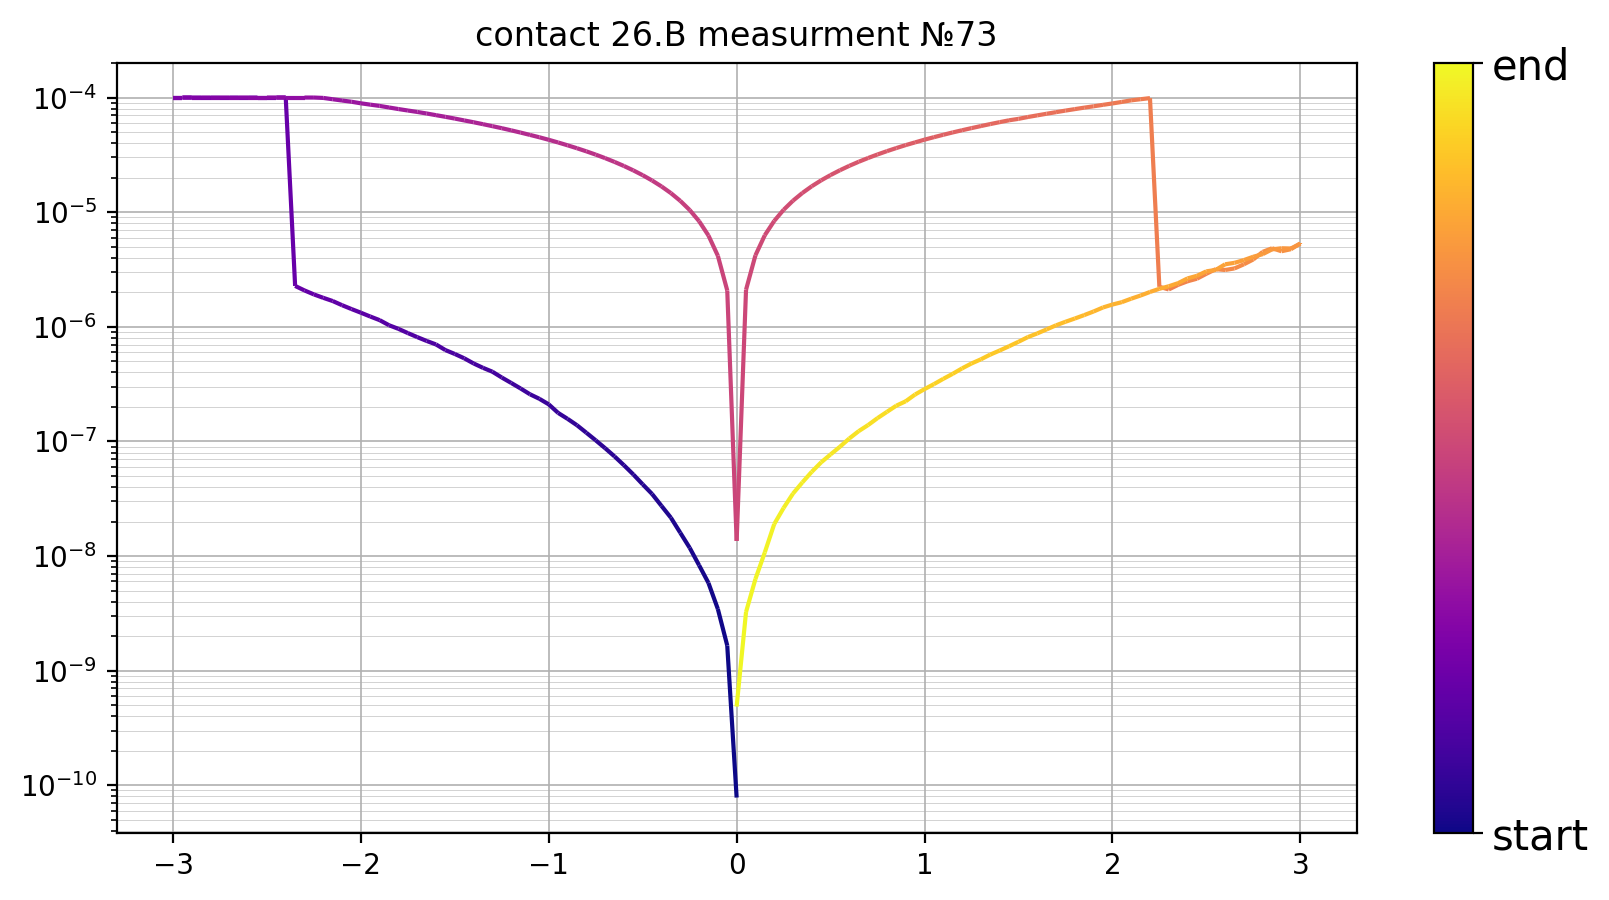 contact 26.B measurment №73
end
10⁻⁴
10⁻⁵
10⁻⁶
10⁻⁷
10⁻⁸
10⁻⁹
10⁻¹⁰
start
−3 −2 −1 0 1 2 3